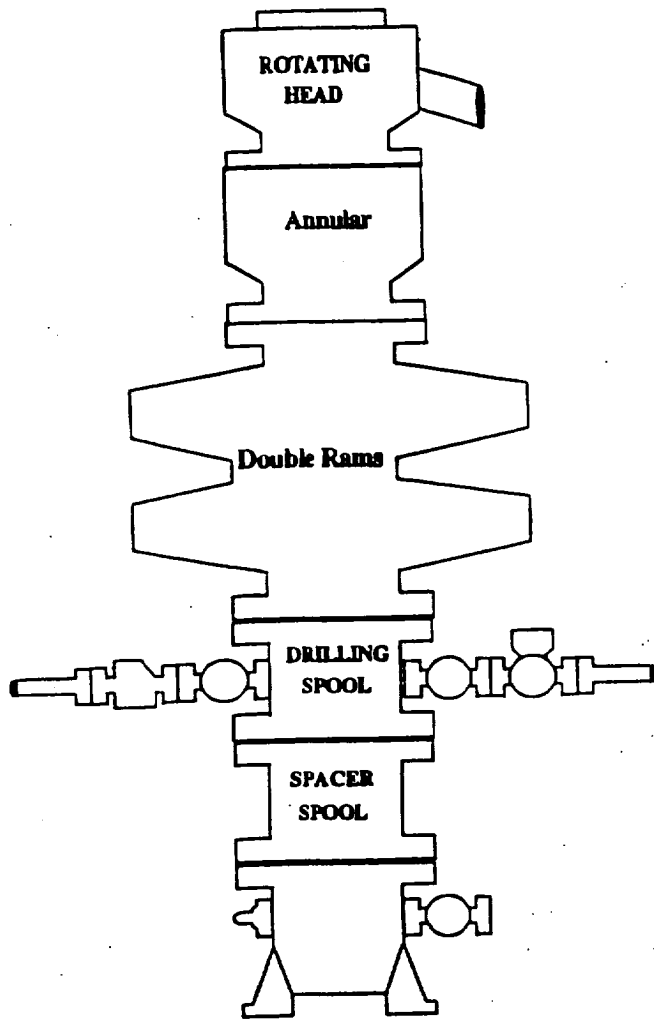 ROTATING
HEAD
Annular
Double Rams
DRILLING
SPOOL
SPACER
SPOOL